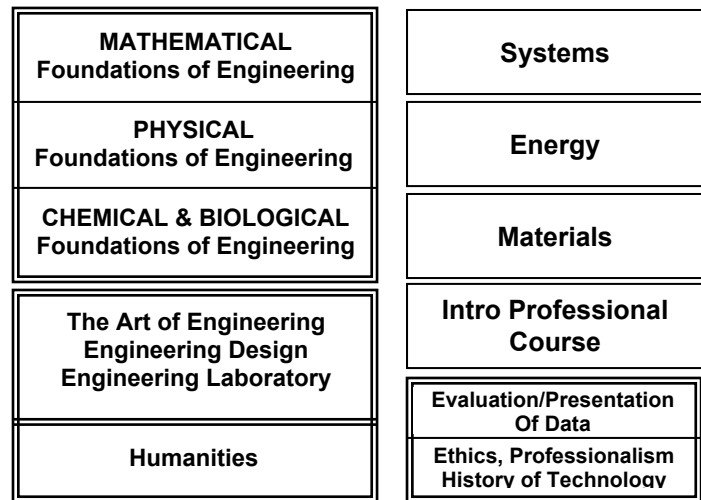 MATHEMATICAL
Foundations of Engineering
PHYSICAL
Foundations of Engineering
CHEMICAL & BIOLOGICAL
Foundations of Engineering
The Art of Engineering
Engineering Design
Engineering Laboratory
Humanities
Systems
Energy
Materials
Intro Professional
Course
Evaluation/Presentation
Of Data
Ethics, Professionalism
History of Technology